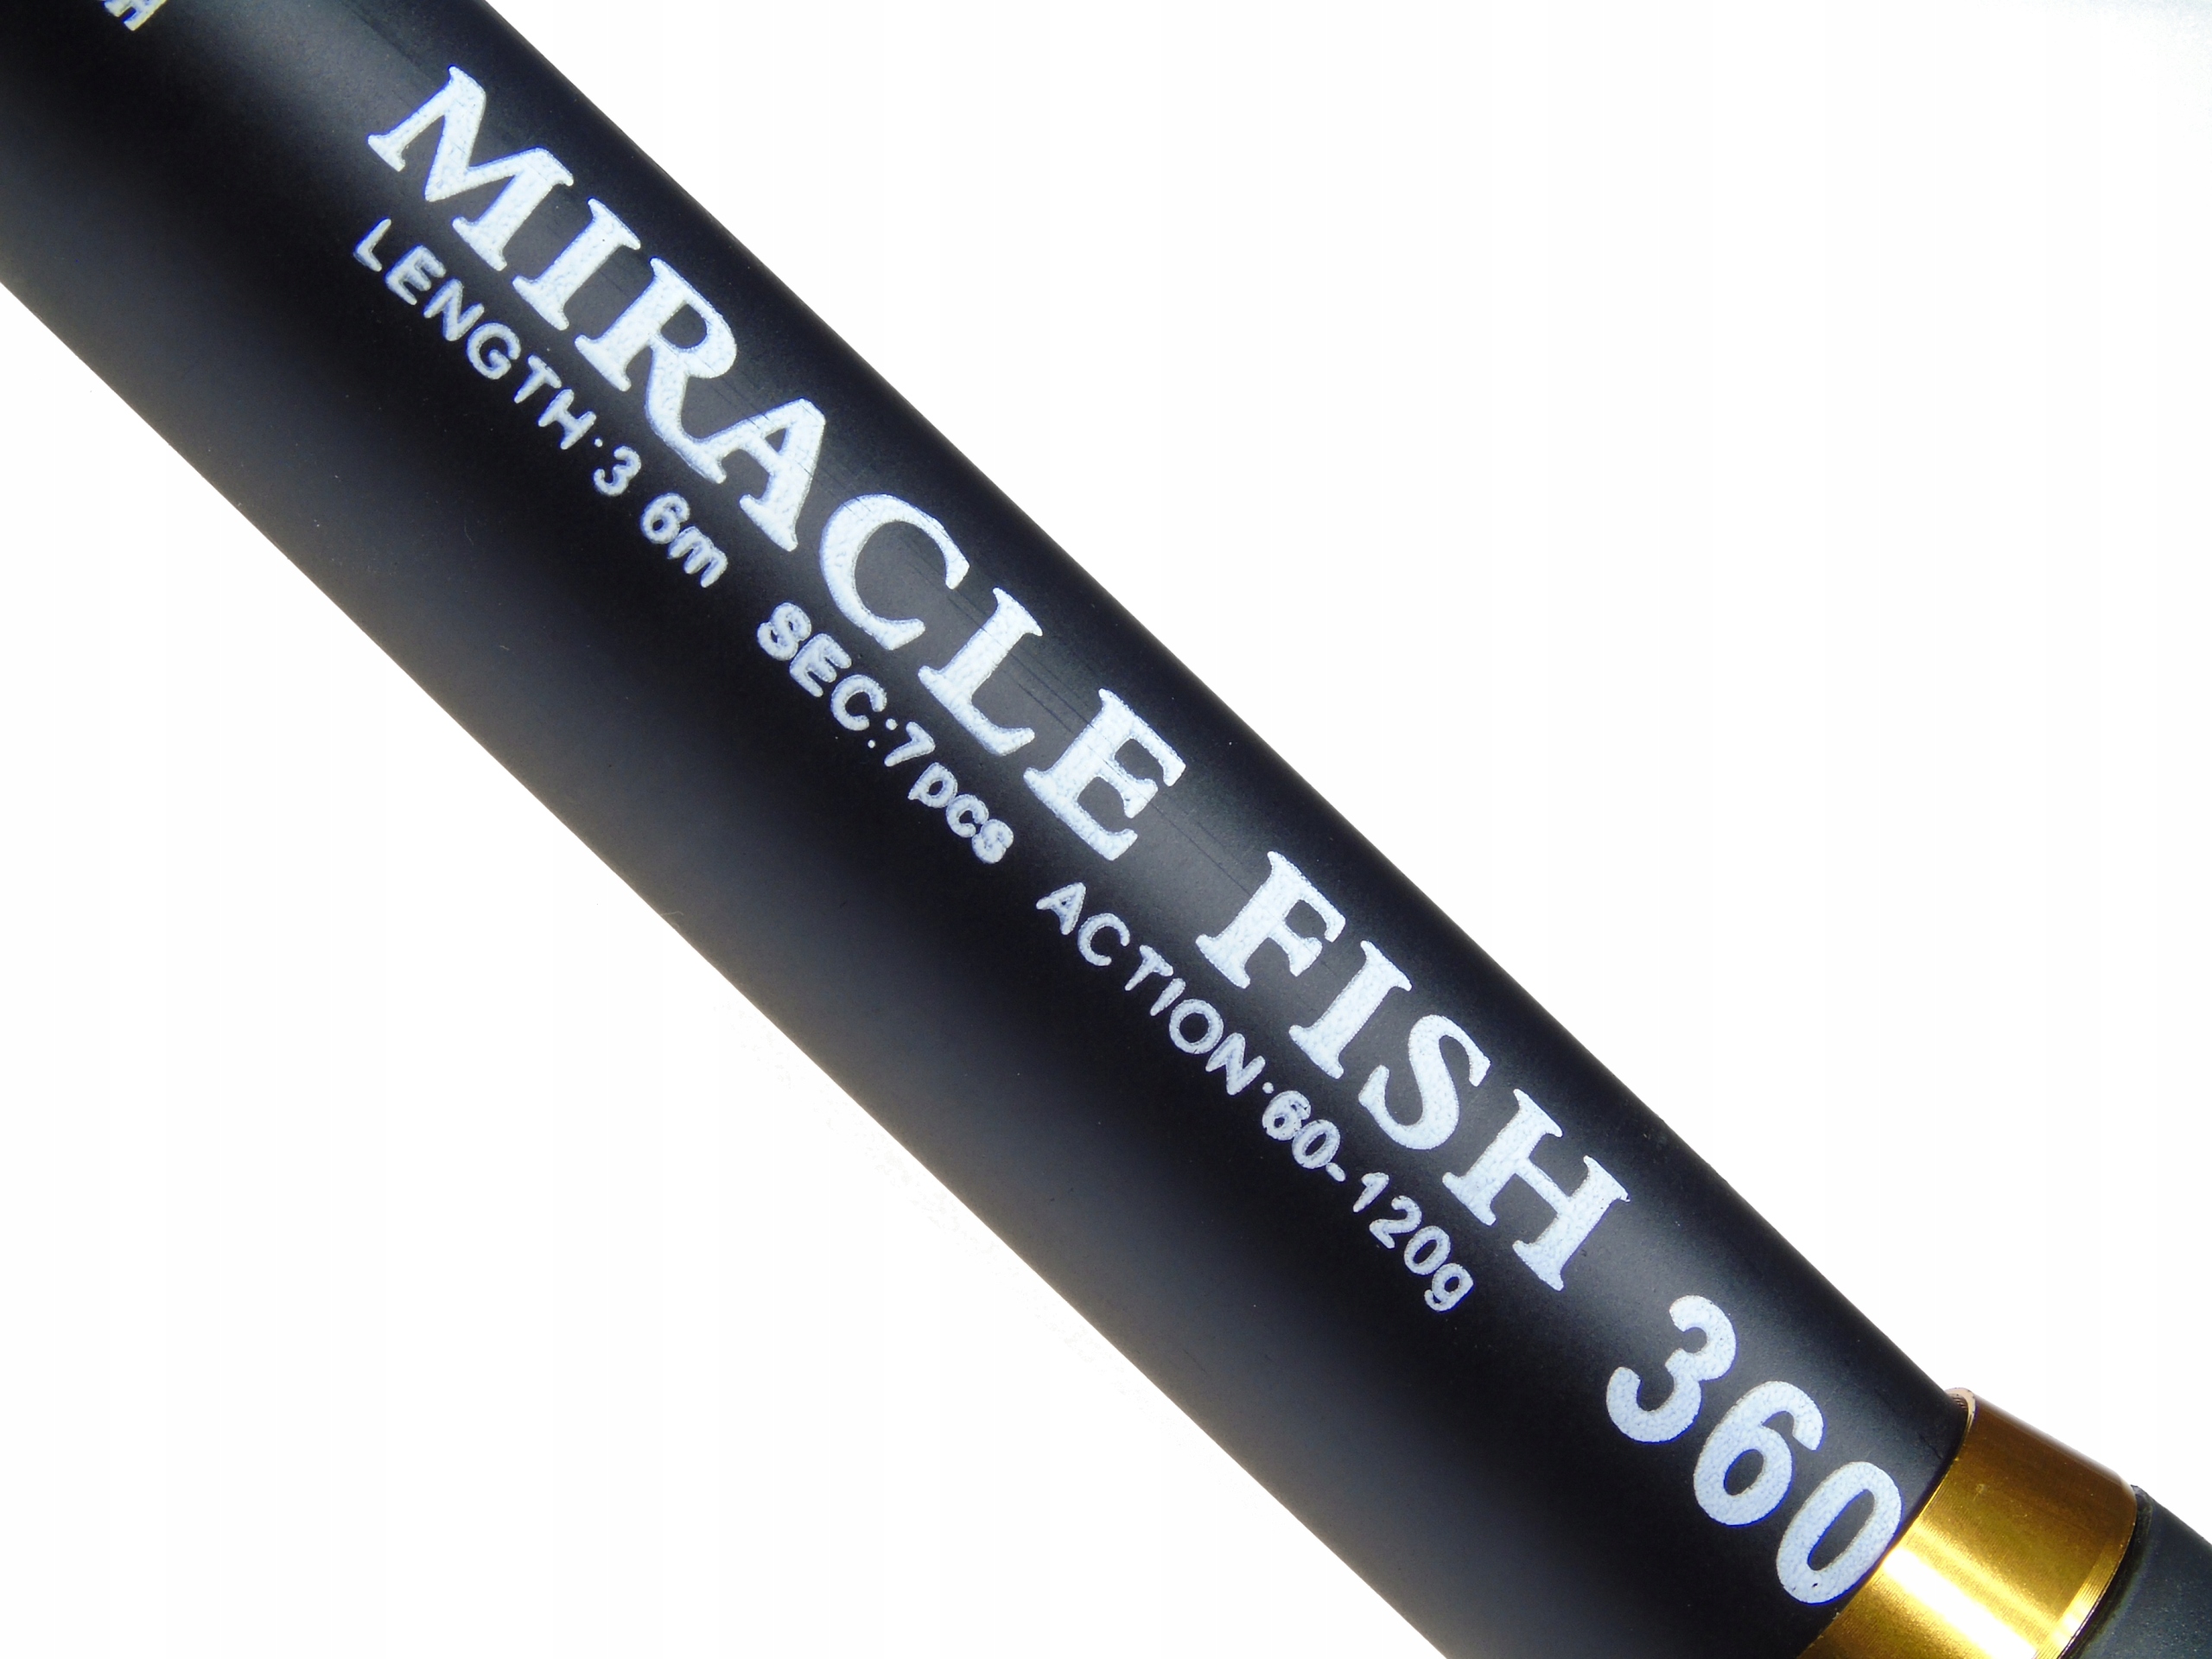 MIRACLE FISH 360
LENGTH:3 6m SEC:7pcs ACTION:60-120g